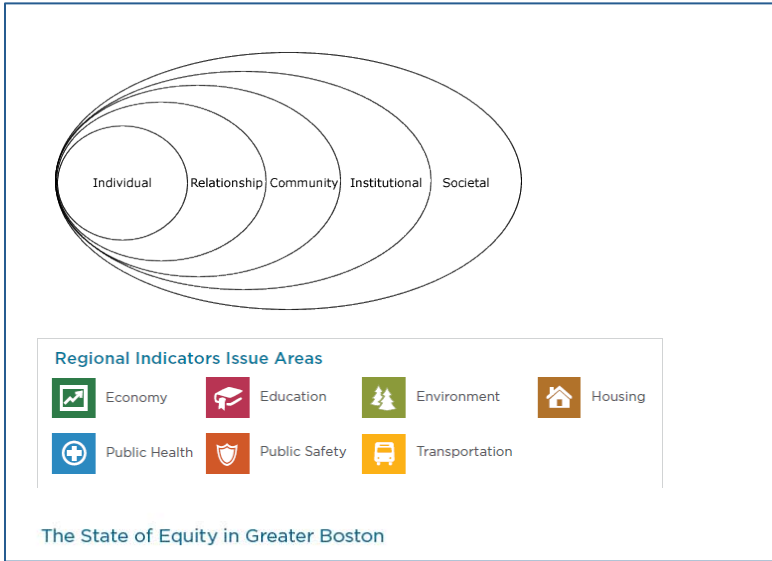 Individual Relationship Community Institutional Societal
Regional Indicators Issue Areas
Economy Education Environment Housing
Public Health Public Safety Transportation
The State of Equity in Greater Boston